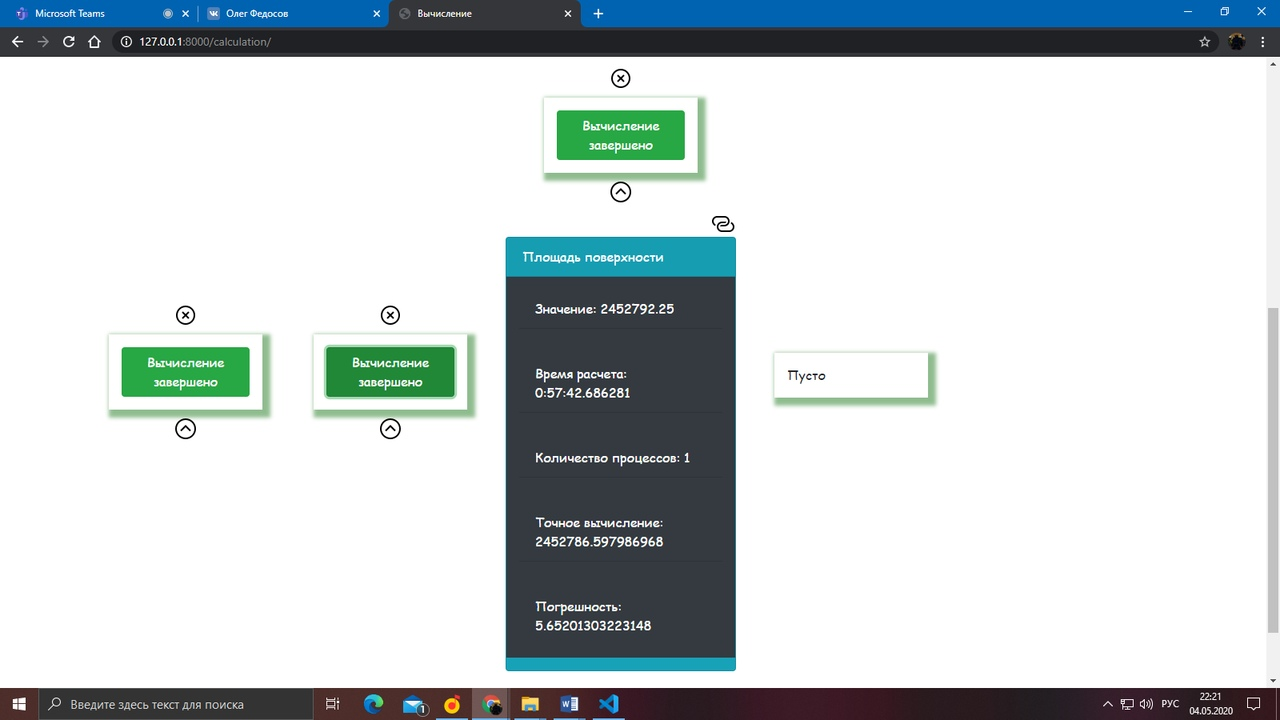 Microsoft Teams
Олег Федосов
Вычисление
127.0.0.1:8000/calculation/
Вычисление
завершено
Площадь поверхности
Значение: 2452792.25
Время расчета:
0:57:42.686281
Количество процессов: 1
Точное вычисление:
2452786.597986968
Погрешность:
5.65201303223148
Вычисление
завершено
Вычисление
завершено
Пусто
Введите здесь текст для поиска
1
РУС
22:21
04.05.2020